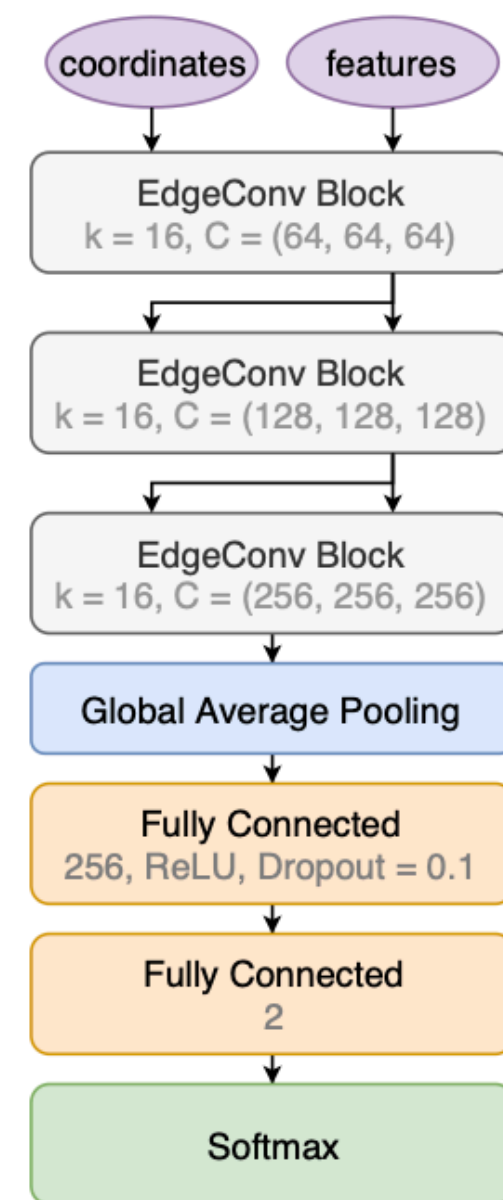 coordinates features
EdgeConv Block
k = 16, C = (64, 64, 64)
EdgeConv Block
k = 16, C = (128, 128, 128)
EdgeConv Block
k = 16, C = (256, 256, 256)
Global Average Pooling
Fully Connected
256, ReLU, Dropout = 0.1
Fully Connected
2
Softmax